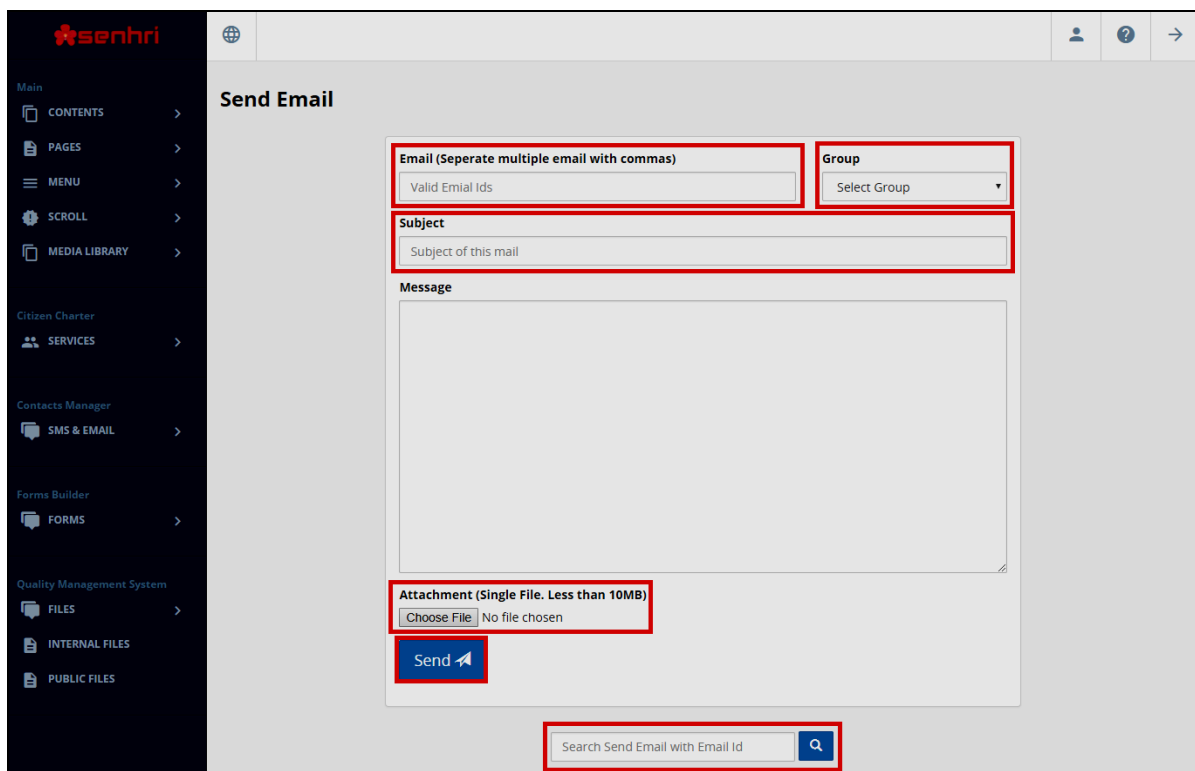 senhri
Main
CONTENTS
PAGES
MENU
SCROLL
MEDIA LIBRARY
Citizen Charter
SERVICES
Contacts Manager
SMS & EMAIL
Forms Builder
FORMS
Quality Management System
FILES
INTERNAL FILES
PUBLIC FILES
Send Email
Email (Seperate multiple email with commas)
Valid Emial Ids
Group
Select Group
Subject
Subject of this mail
Message
Attachment (Single File. Less than 10MB)
Choose File No file chosen
Send
Search Send Email with Email Id